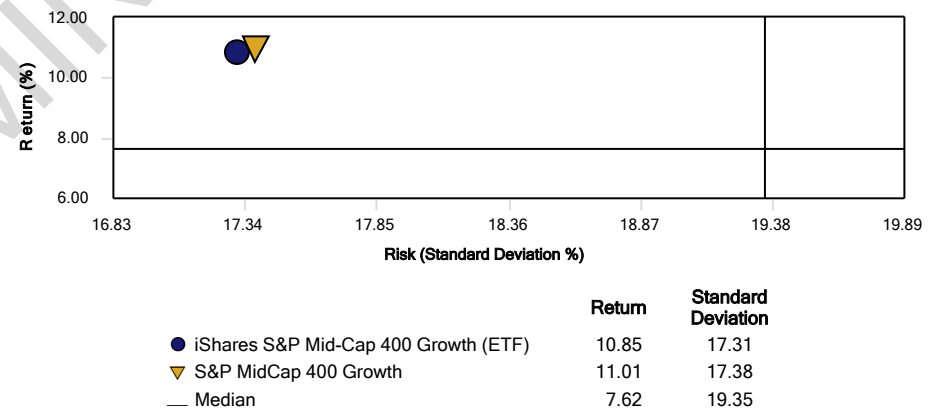 12.00
10.00
8.00
6.00
Return (%)
16.83 17.34 17.85 18.36 18.87 19.38 19.89
Risk (Standard Deviation %)
Return Standard Deviation
iShares S&P Mid-Cap 400 Growth (ETF) 10.85 17.31
S&P MidCap 400 Growth 11.01 17.38
Median 7.62 19.35